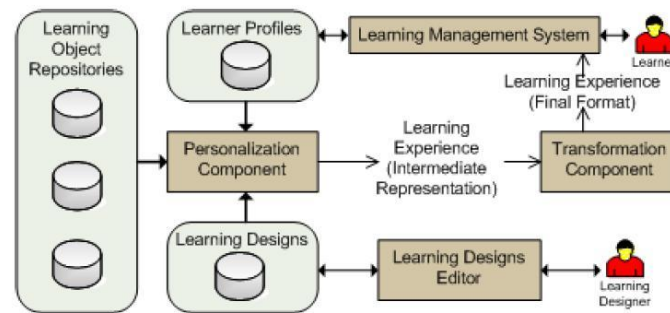 Learning
Object
Repositories
Learner Profiles
Learning Management System
Learne
Learning Experience
(Final Format)
Personalization
Component
Learning
Experience
(Intermediate
Representation)
Transformation
Component
Learning Designs
Learning Designs
Editor
Learning
Designer